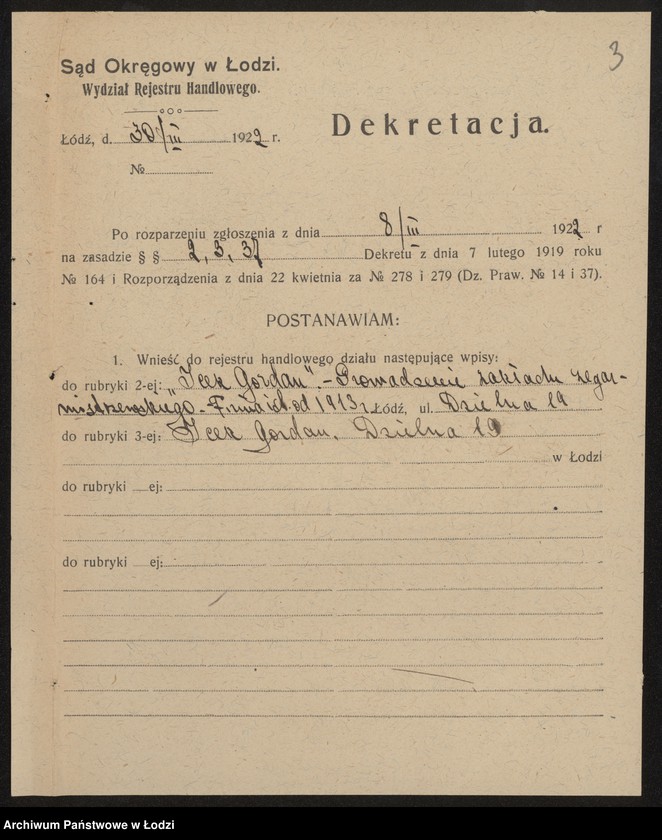 3
Sąd Okręgowy w Łodzi.
Wydział Rejestru Handlowego.
Łódź, d. 30/III 1922 r.
Dekretacja.
№
Po rozparzeniu zgłoszenia z dnia 8/III 1922 r
na zasadzie § § 2, 3, 37 Dekretu z dnia 7 lutego 1919 roku
№ 164 i Rozporządzenia z dnia 22 kwietnia za № 278 i 279 (Dz. Praw. № 14 i 37).
POSTANAWIAM:
1. Wnieść do rejestru handlowego działu następujące wpisy:
do rubryki 2-ej: „Icek Gordan". - Prowadzenie zakładu zegar-
mistrzowskiego. - Firma istn. od 1913 r. Łódź, ul. Dzielna 19
do rubryki 3-ej: Icek Gordan. Dzielna 19
w Łodzi
do rubryki ej:
do rubryki ej:
Archiwum Państwowe w Łodzi